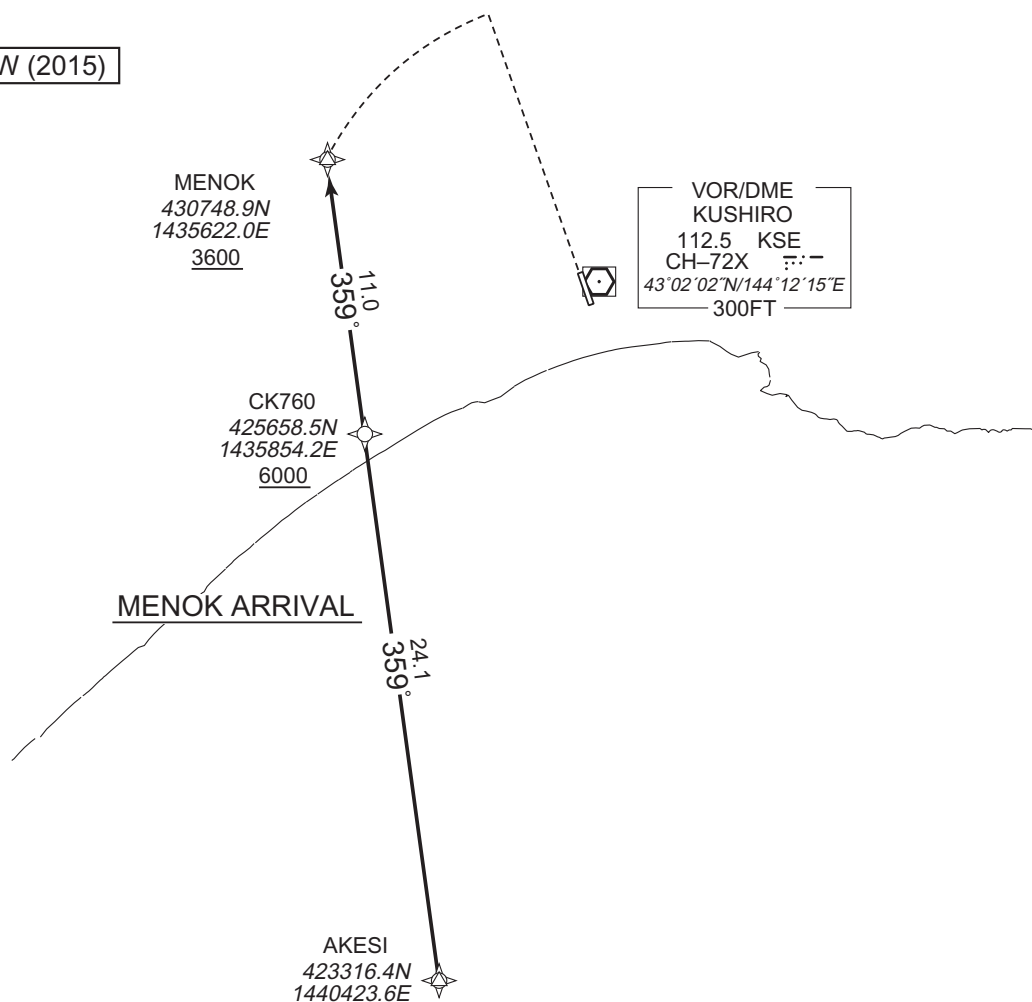 W (2015)
MENOK
430748.9N
1435622.0E
3600
VOR/DME
KUSHIRO
112.5 KSE
CH–72X
43°02´02˝N/144°12´15˝E
300FT
11.0
359°
CK760
425658.5N
1435854.2E
6000
MENOK ARRIVAL
24.1
359°
AKESI
423316.4N
1440423.6E